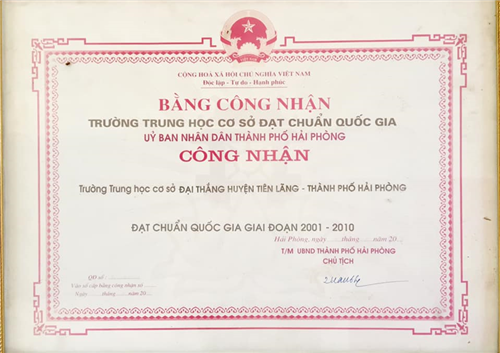 CỘNG HOÀ XÃ HỘI CHỦ NGHĨA VIỆT NAM
Độc lập - Tự do - Hạnh phúc
BẰNG CÔNG NHẬN
TRƯỜNG TRUNG HỌC CƠ SỞ ĐẠT CHUẨN QUỐC GIA
UỶ BAN NHÂN DÂN THÀNH PHỐ HẢI PHÒNG
CÔNG NHẬN
Trường Trung học cơ sở ĐẠI THẮNG HUYỆN TIÊN LÃNG - THÀNH PHỐ HẢI PHÒNG
ĐẠT CHUẨN QUỐC GIA GIAI ĐOẠN 2001 - 2010
Hải Phòng, ngày ......tháng ......năm 20...
T/M UBND THÀNH PHỐ HẢI PHÒNG
CHỦ TỊCH
QĐ số
Vào sổ cấp bằng công nhận số
Ngày......tháng......năm 20...